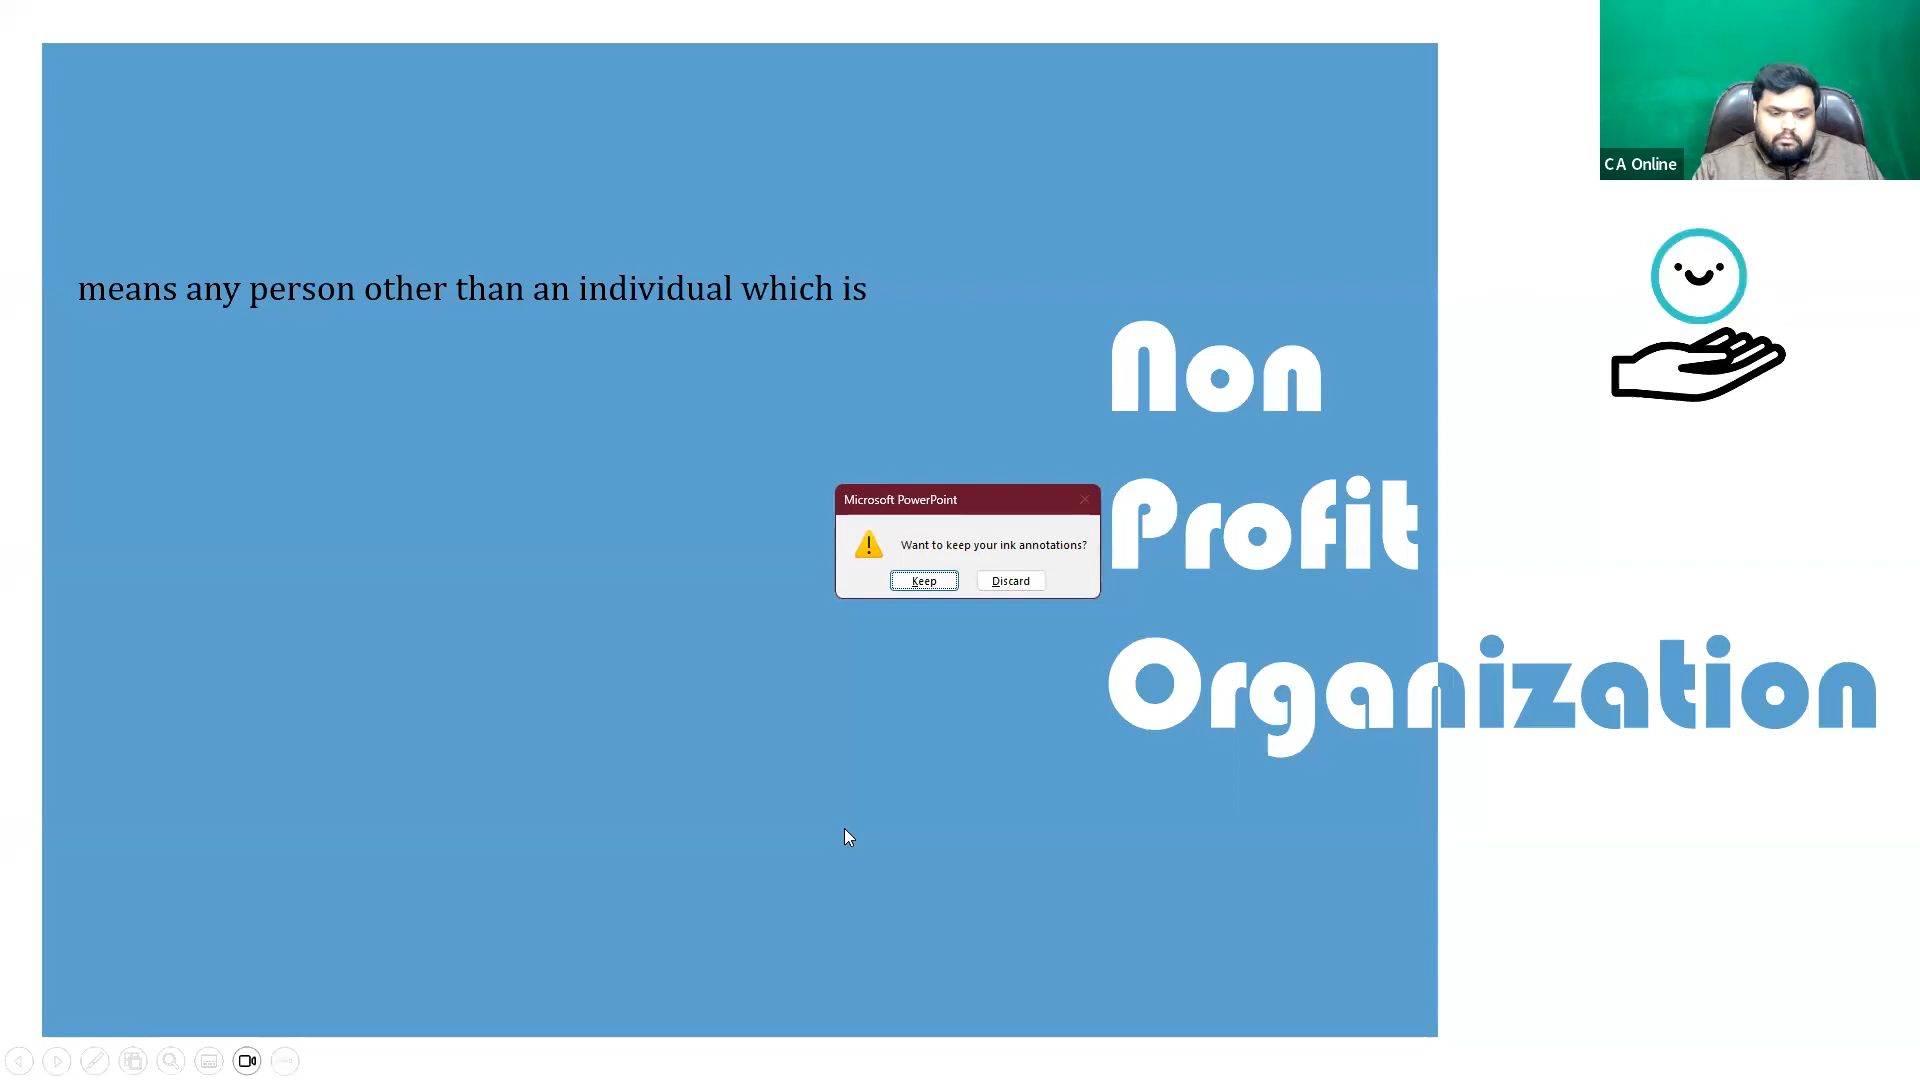 C A Online
means any person other than an individual which is
Non
Profit
Organization
Microsoft PowerPoint
Want to keep your ink annotations?
Keep
Discard